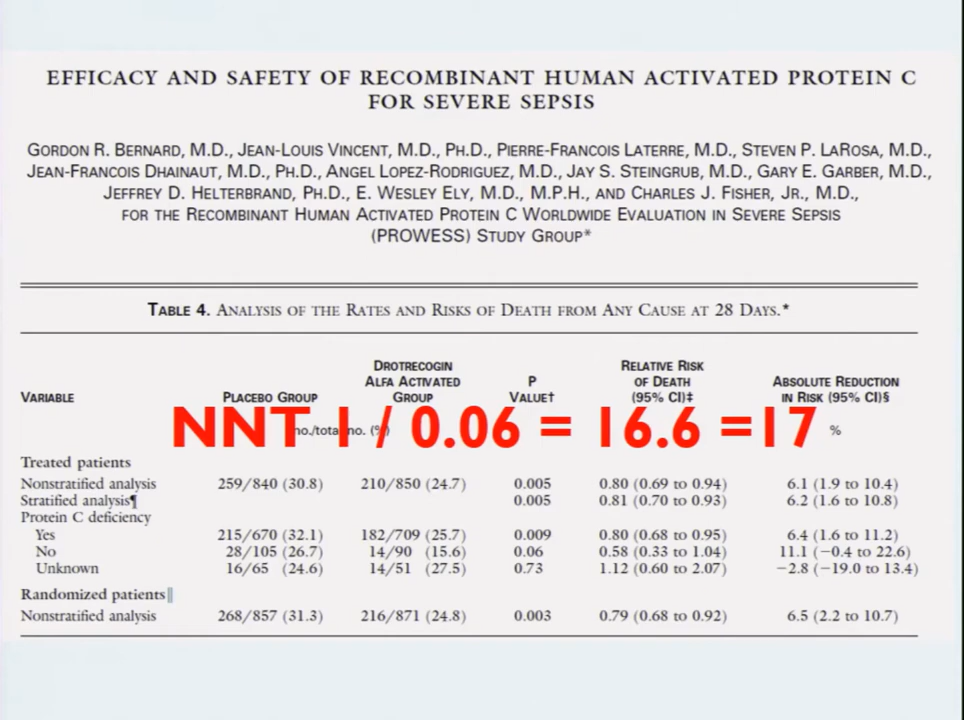 EFFICACY AND SAFETY OF RECOMBINANT HUMAN ACTIVATED PROTEIN C
FOR SEVERE SEPSIS
GORDON R. BERNARD, M.D., JEAN-LOUIS VINCENT, M.D., PH.D., PIERRE-FRANCOIS LATERRE, M.D., STEVEN P. LAROSA, M.D.,
JEAN-FRANCOIS DHAINAUT, M.D., PH.D., ANGEL LOPEZ-RODRIGUEZ, M.D., JAY S. STEINGRUB, M.D., GARY E. GARBER, M.D.,
JEFFREY D. HELTERBRAND, PH.D., E. WESLEY ELY, M.D., M.P.H., AND CHARLES J. FISHER, JR., M.D.,
FOR THE RECOMBINANT HUMAN ACTIVATED PROTEIN C WORLDWIDE EVALUATION IN SEVERE SEPSIS
(PROWESS) STUDY GROUP*
TABLE 4. ANALYSIS OF THE RATES AND RISKS OF DEATH FROM ANY CAUSE AT 28 DAYS.*
DROTRECOGIN RELATIVE RISK
ALFA ACTIVATED P OF DEATH ABSOLUTE REDUCTION
VARIABLE PLACEBO GROUP GROUP VALUE† (95% CI)‡ IN RISK (95% CI)§
NNT 1 / 0.06 = 16.6 =17
no./total no. (%) %
Treated patients
Nonstratified analysis 259/840 (30.8) 210/850 (24.7) 0.005 0.80 (0.69 to 0.94) 6.1 (1.9 to 10.4)
Stratified analysis¶ 0.005 0.81 (0.70 to 0.93) 6.2 (1.6 to 10.8)
Protein C deficiency
Yes 215/670 (32.1) 182/709 (25.7) 0.009 0.80 (0.68 to 0.95) 6.4 (1.6 to 11.2)
No 28/105 (26.7) 14/90 (15.6) 0.06 0.58 (0.33 to 1.04) 11.1 (−0.4 to 22.6)
Unknown 16/65 (24.6) 14/51 (27.5) 0.73 1.12 (0.60 to 2.07) −2.8 (−19.0 to 13.4)
Randomized patients‖
Nonstratified analysis 268/857 (31.3) 216/871 (24.8) 0.003 0.79 (0.68 to 0.92) 6.5 (2.2 to 10.7)